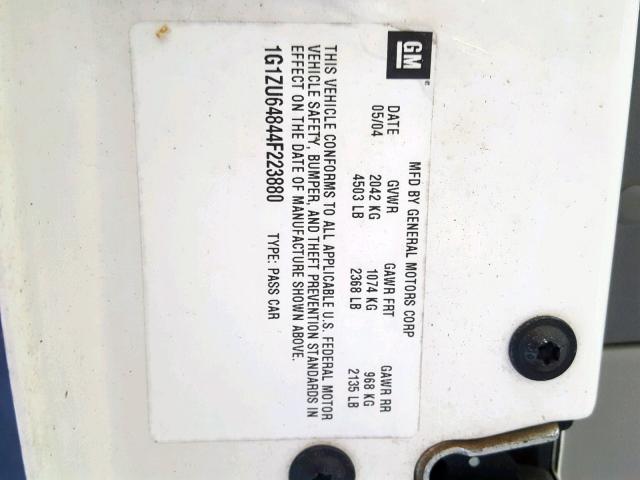 GM
MFD BY GENERAL MOTORS CORP
DATE GVWR GAWR FRT GAWR RR
05/04 2042 KG 1074 KG 968 KG
4503 LB 2368 LB 2135 LB
THIS VEHICLE CONFORMS TO ALL APPLICABLE U.S. FEDERAL MOTOR
VEHICLE SAFETY, BUMPER, AND THEFT PREVENTION STANDARDS IN
EFFECT ON THE DATE OF MANUFACTURE SHOWN ABOVE.
1G1ZU64844F223880 TYPE: PASS CAR